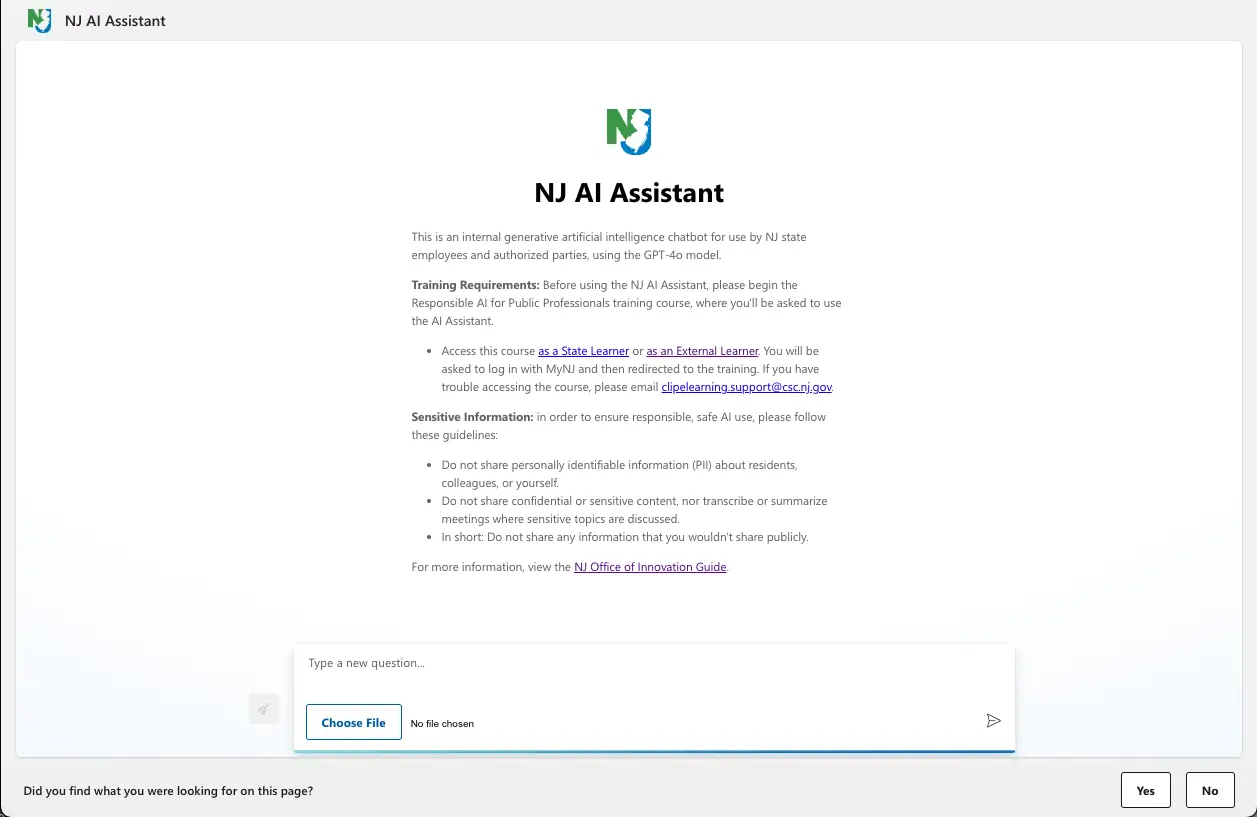 NJ AI Assistant
NJ AI Assistant
This is an internal generative artificial intelligence chatbot for use by NJ state
employees and authorized parties, using the GPT-4o model.
Training Requirements: Before using the NJ AI Assistant, please begin the
Responsible AI for Public Professionals training course, where you'll be asked to use
the AI Assistant.
• Access this course as a State Learner or as an External Learner. You will be
asked to log in with MyNJ and then redirected to the training. If you have
trouble accessing the course, please email clipelearning.support@csc.nj.gov.
Sensitive Information: in order to ensure responsible, safe AI use, please follow
these guidelines:
• Do not share personally identifiable information (PII) about residents,
colleagues, or yourself.
• Do not share confidential or sensitive content, nor transcribe or summarize
meetings where sensitive topics are discussed.
• In short: Do not share any information that you wouldn't share publicly.
For more information, view the NJ Office of Innovation Guide.
Type a new question...
Choose File No file chosen
Did you find what you were looking for on this page? Yes No